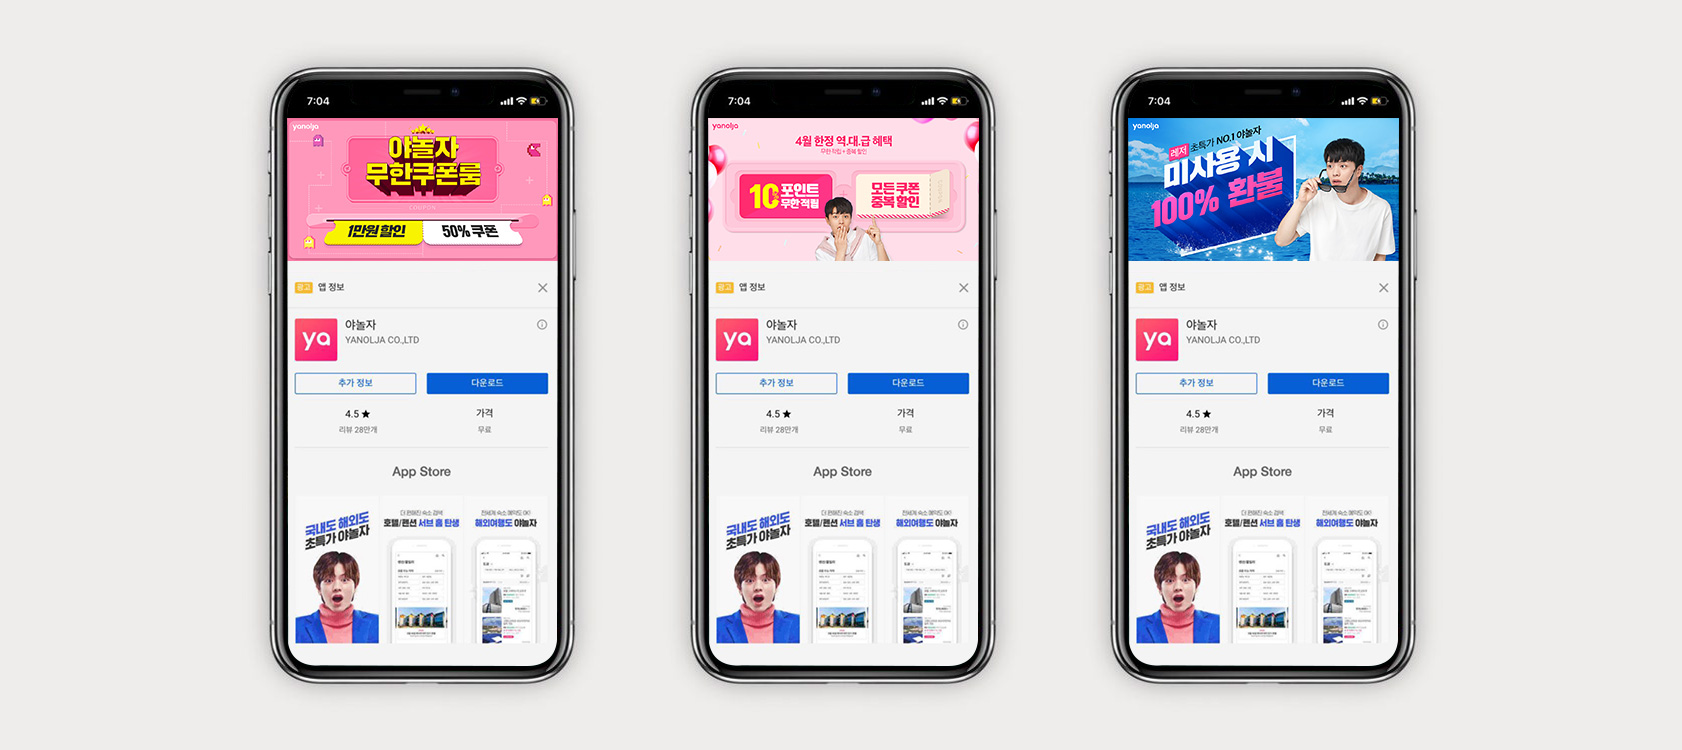 7:04
yanolja
야놀자
무한쿠폰룸
COUPON
1만원 할인
50% 쿠폰
광고 앱 정보
야놀자
YANOLJA CO.,LTD
ya
추가 정보
다운로드
4.5 ★
가격
리뷰 28만개
무료
App Store
국내도 해외도
초특가 야놀자
더 편해진 숙소 검색
호텔/펜션 서브 홈 탄생
전세계 숙소 예약도 OK!
해외여행도 야놀자
7:04
yanolja
4월 한정 역.대.급 혜택
무한 적립 + 중복 할인
10% 포인트
무한 적립
모든 쿠폰
중복 할인
광고 앱 정보
야놀자
YANOLJA CO.,LTD
ya
추가 정보
다운로드
4.5 ★
가격
리뷰 28만개
무료
App Store
국내도 해외도
초특가 야놀자
더 편해진 숙소 검색
호텔/펜션 서브 홈 탄생
전세계 숙소 예약도 OK!
해외여행도 야놀자
7:04
yanolja
레저 초특가 NO.1 야놀자
미사용 시
100% 환불
광고 앱 정보
야놀자
YANOLJA CO.,LTD
ya
추가 정보
다운로드
4.5 ★
가격
리뷰 28만개
무료
App Store
국내도 해외도
초특가 야놀자
더 편해진 숙소 검색
호텔/펜션 서브 홈 탄생
전세계 숙소 예약도 OK!
해외여행도 야놀자